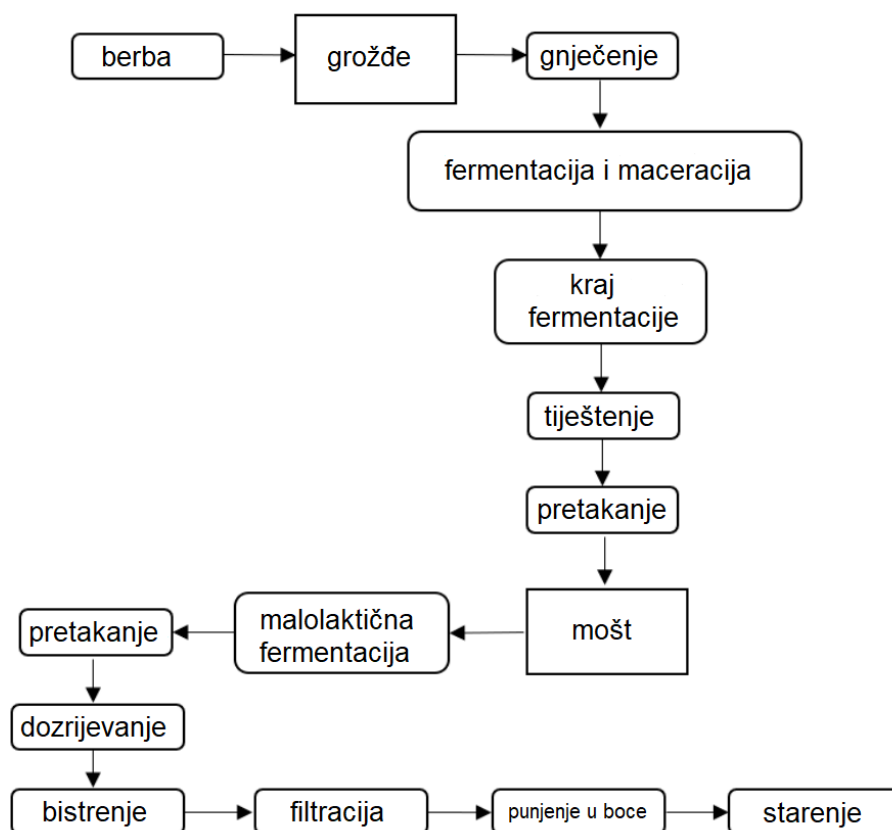 berba
grožđe
gnječenje
fermentacija i maceracija
kraj
fermentacije
tiještenje
pretakanje
mošt
malolaktična
fermentacija
pretakanje
dozrijevanje
bistrenje
filtracija
punjenje u boce
starenje